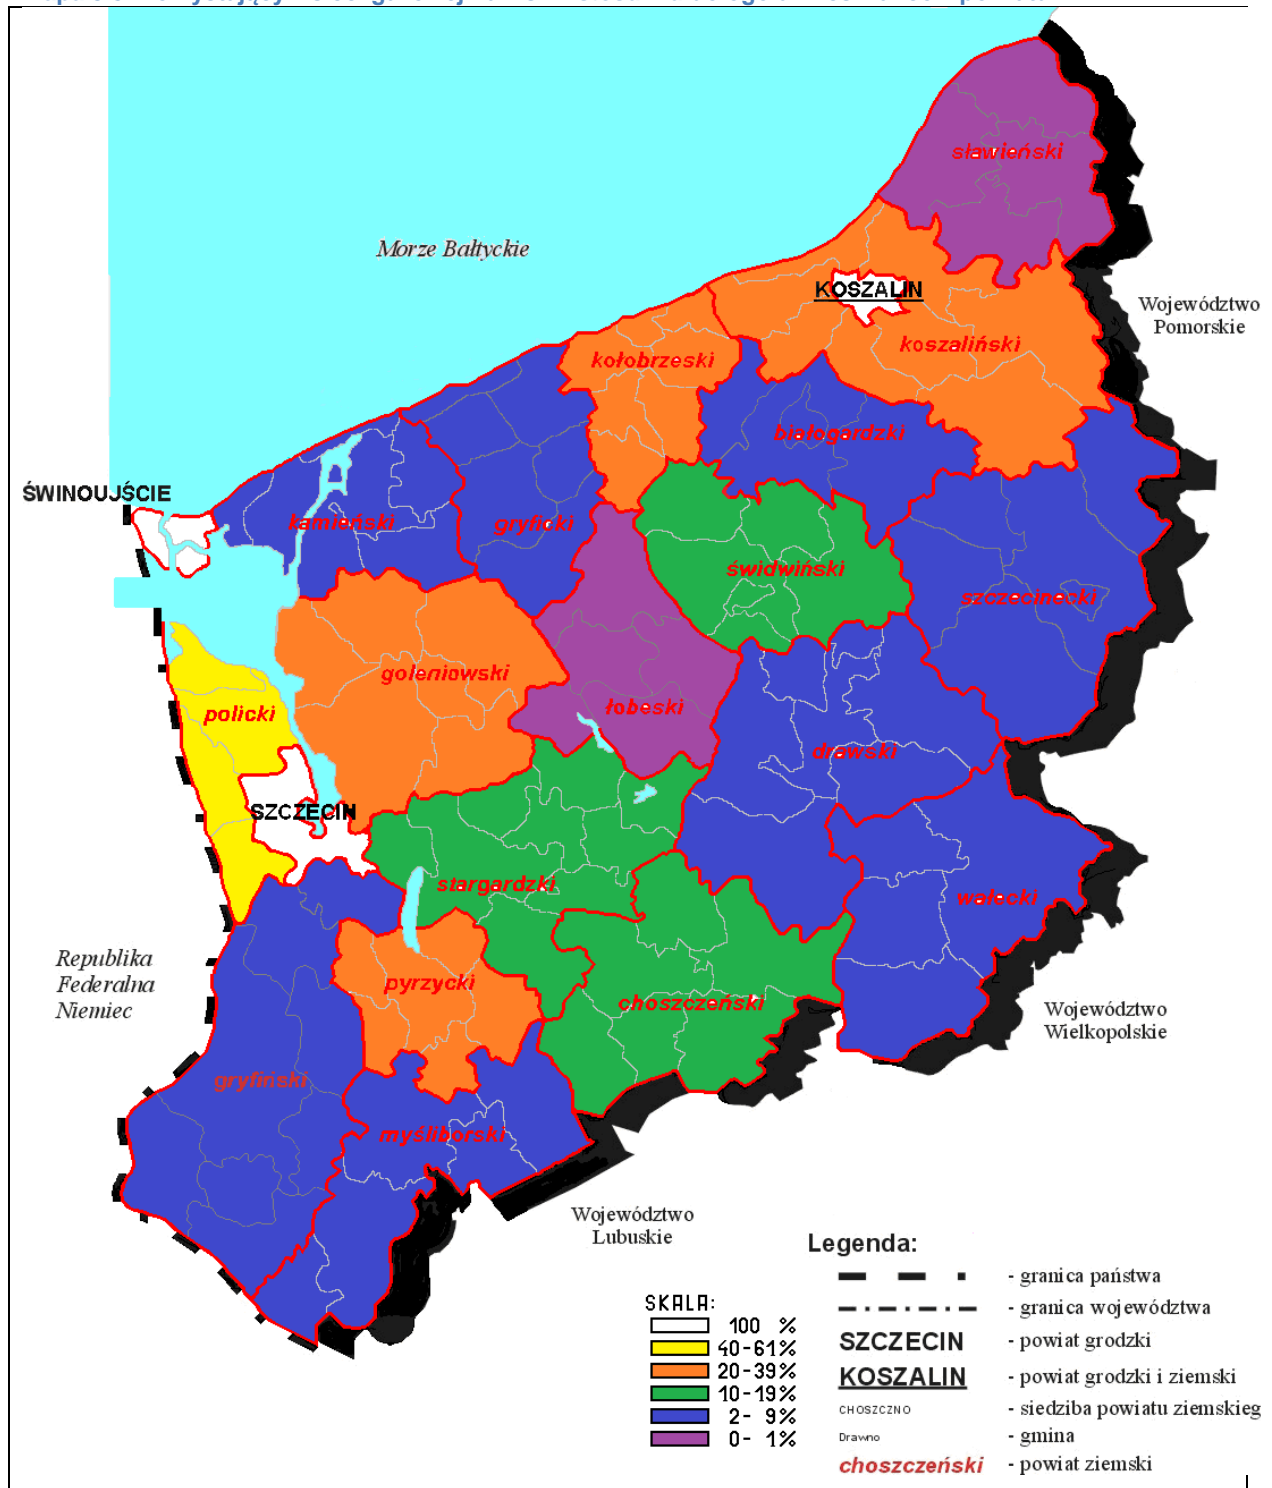 sławieński
Morze Bałtyckie
KOSZALIN
Województwo
Pomorskie
koszaliński
kołobrzeski
białogardzki
ŚWINOUJŚCIE
kamieński
gryficki
świdwiński
szczecinecki
goleniowski
łobeski
policki
drawski
SZCZECIN
stargardzki
wałecki
Republika
Federalna
Niemiec
pyrzycki
choszczeński
Województwo
Wielkopolskie
gryfiński
myśliborski
Województwo
Lubuskie
Legenda:
- granica państwa
- granica województwa
SZCZECIN - powiat grodzki
KOSZALIN - powiat grodzki i ziemski
CHOSZCZNO - siedziba powiatu ziemskieg
Drawno - gmina
choszczeński - powiat ziemski
SKALA:
100 %
40-61%
20-39%
10-19%
2- 9%
0- 1%